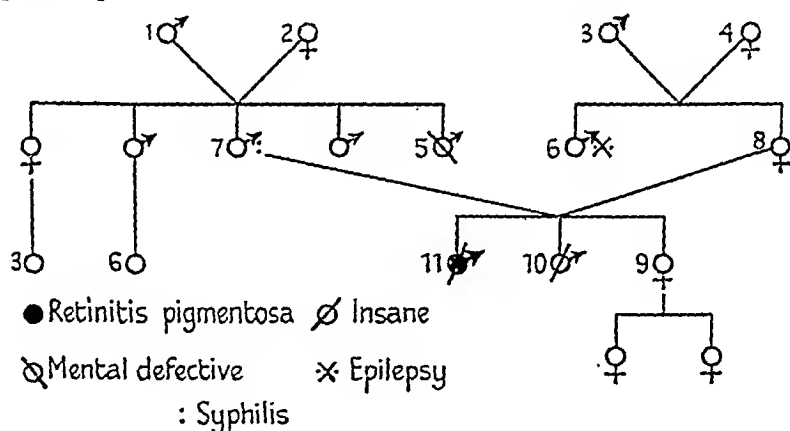 1 2 3 4
7 5 6 8
3 6 11 10 9
Retinitis pigmentosa Insane
Mental defective Epilepsy
: Syphilis